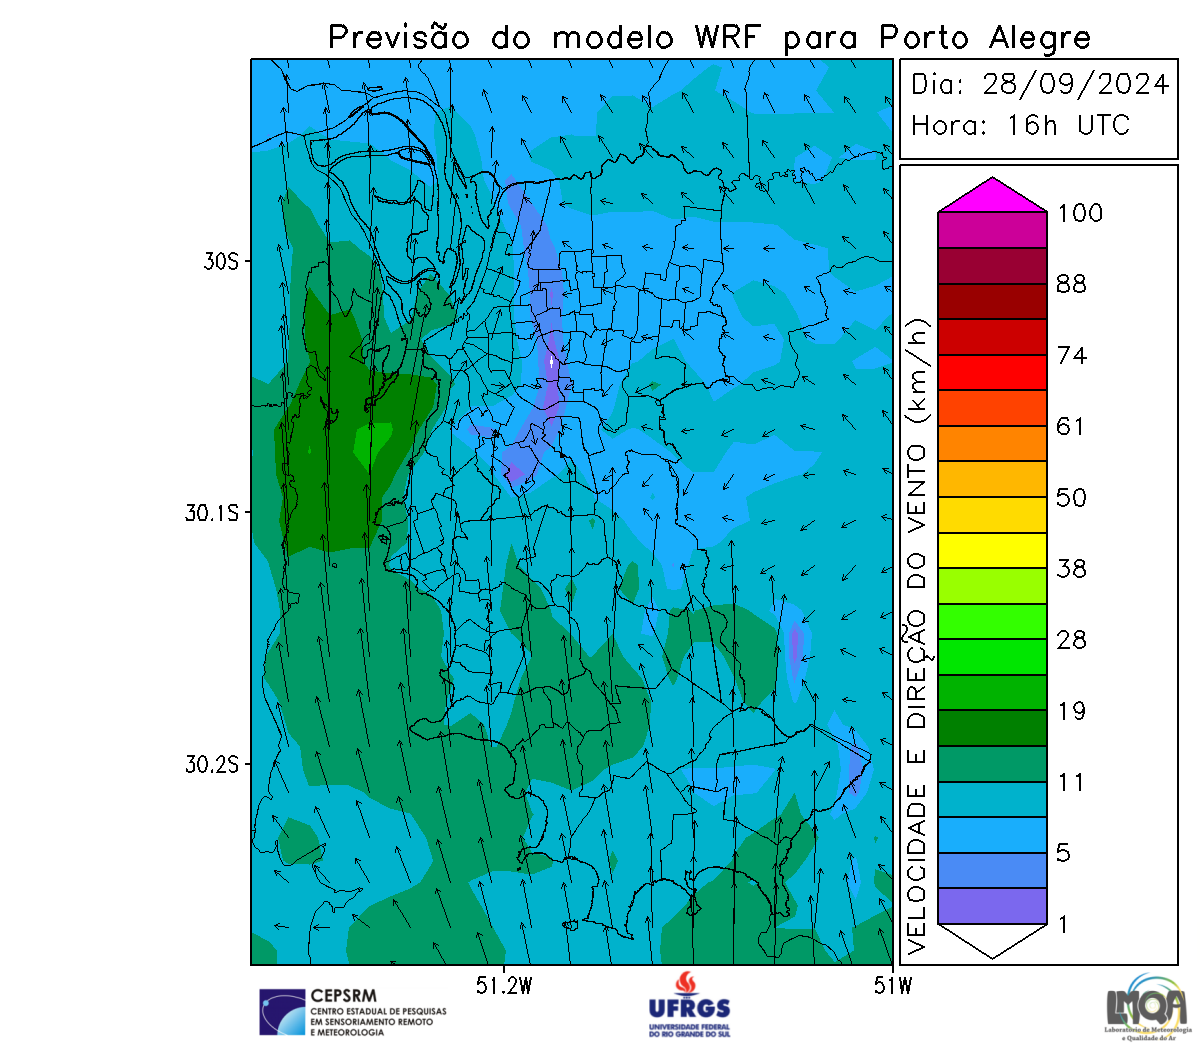 Previsão do modelo WRF para Porto Alegre
Dia: 28/09/2024
Hora: 16h UTC
30S
30.1S
30.2S
51.2W
51W
VELOCIDADE E DIREÇÃO DO VENTO (km/h)
100
88
74
61
50
38
28
19
11
5
1
CEPSRM
CENTRO ESTADUAL DE PESQUISAS
EM SENSORIAMENTO REMOTO
E METEOROLOGIA
UFRGS
UNIVERSIDADE FEDERAL
DO RIO GRANDE DO SUL
LMQA
Laboratório de Meteorologia
e Qualidade do Ar